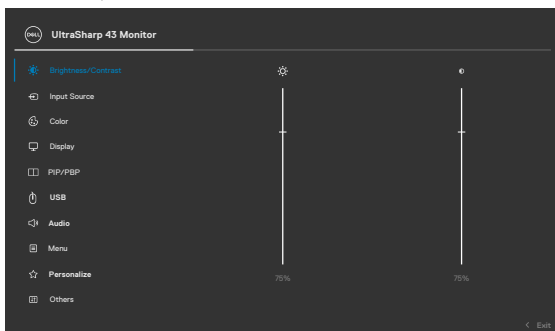 DELL UltraSharp 43 Monitor
Brightness/Contrast
Input Source
Color
Display
PIP/PBP
USB
Audio
Menu
Personalize
Others
75% 75%
Exit